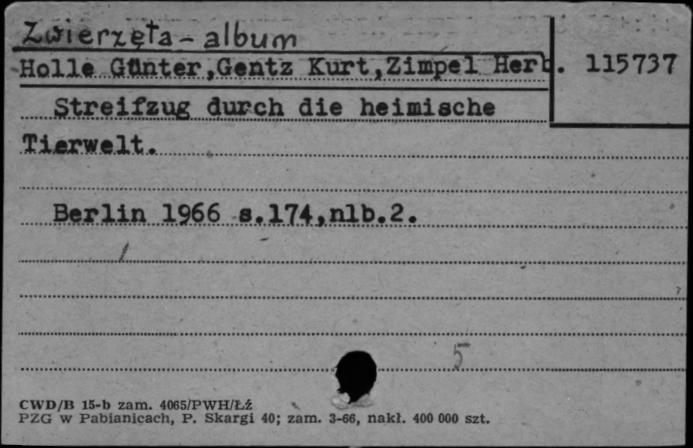 Zwierzęta - album
Holle Günter,Gentz Kurt,Zimpel Herb. 115737
Streifzug durch die heimische
Tierwelt.
Berlin 1966 s.174,nlb.2.
5
CWD/B 15-b zam. 4065/PWH/Łż
PZG w Pabianicach, P. Skargi 40; zam. 3-66, nakł. 400 000 szt.